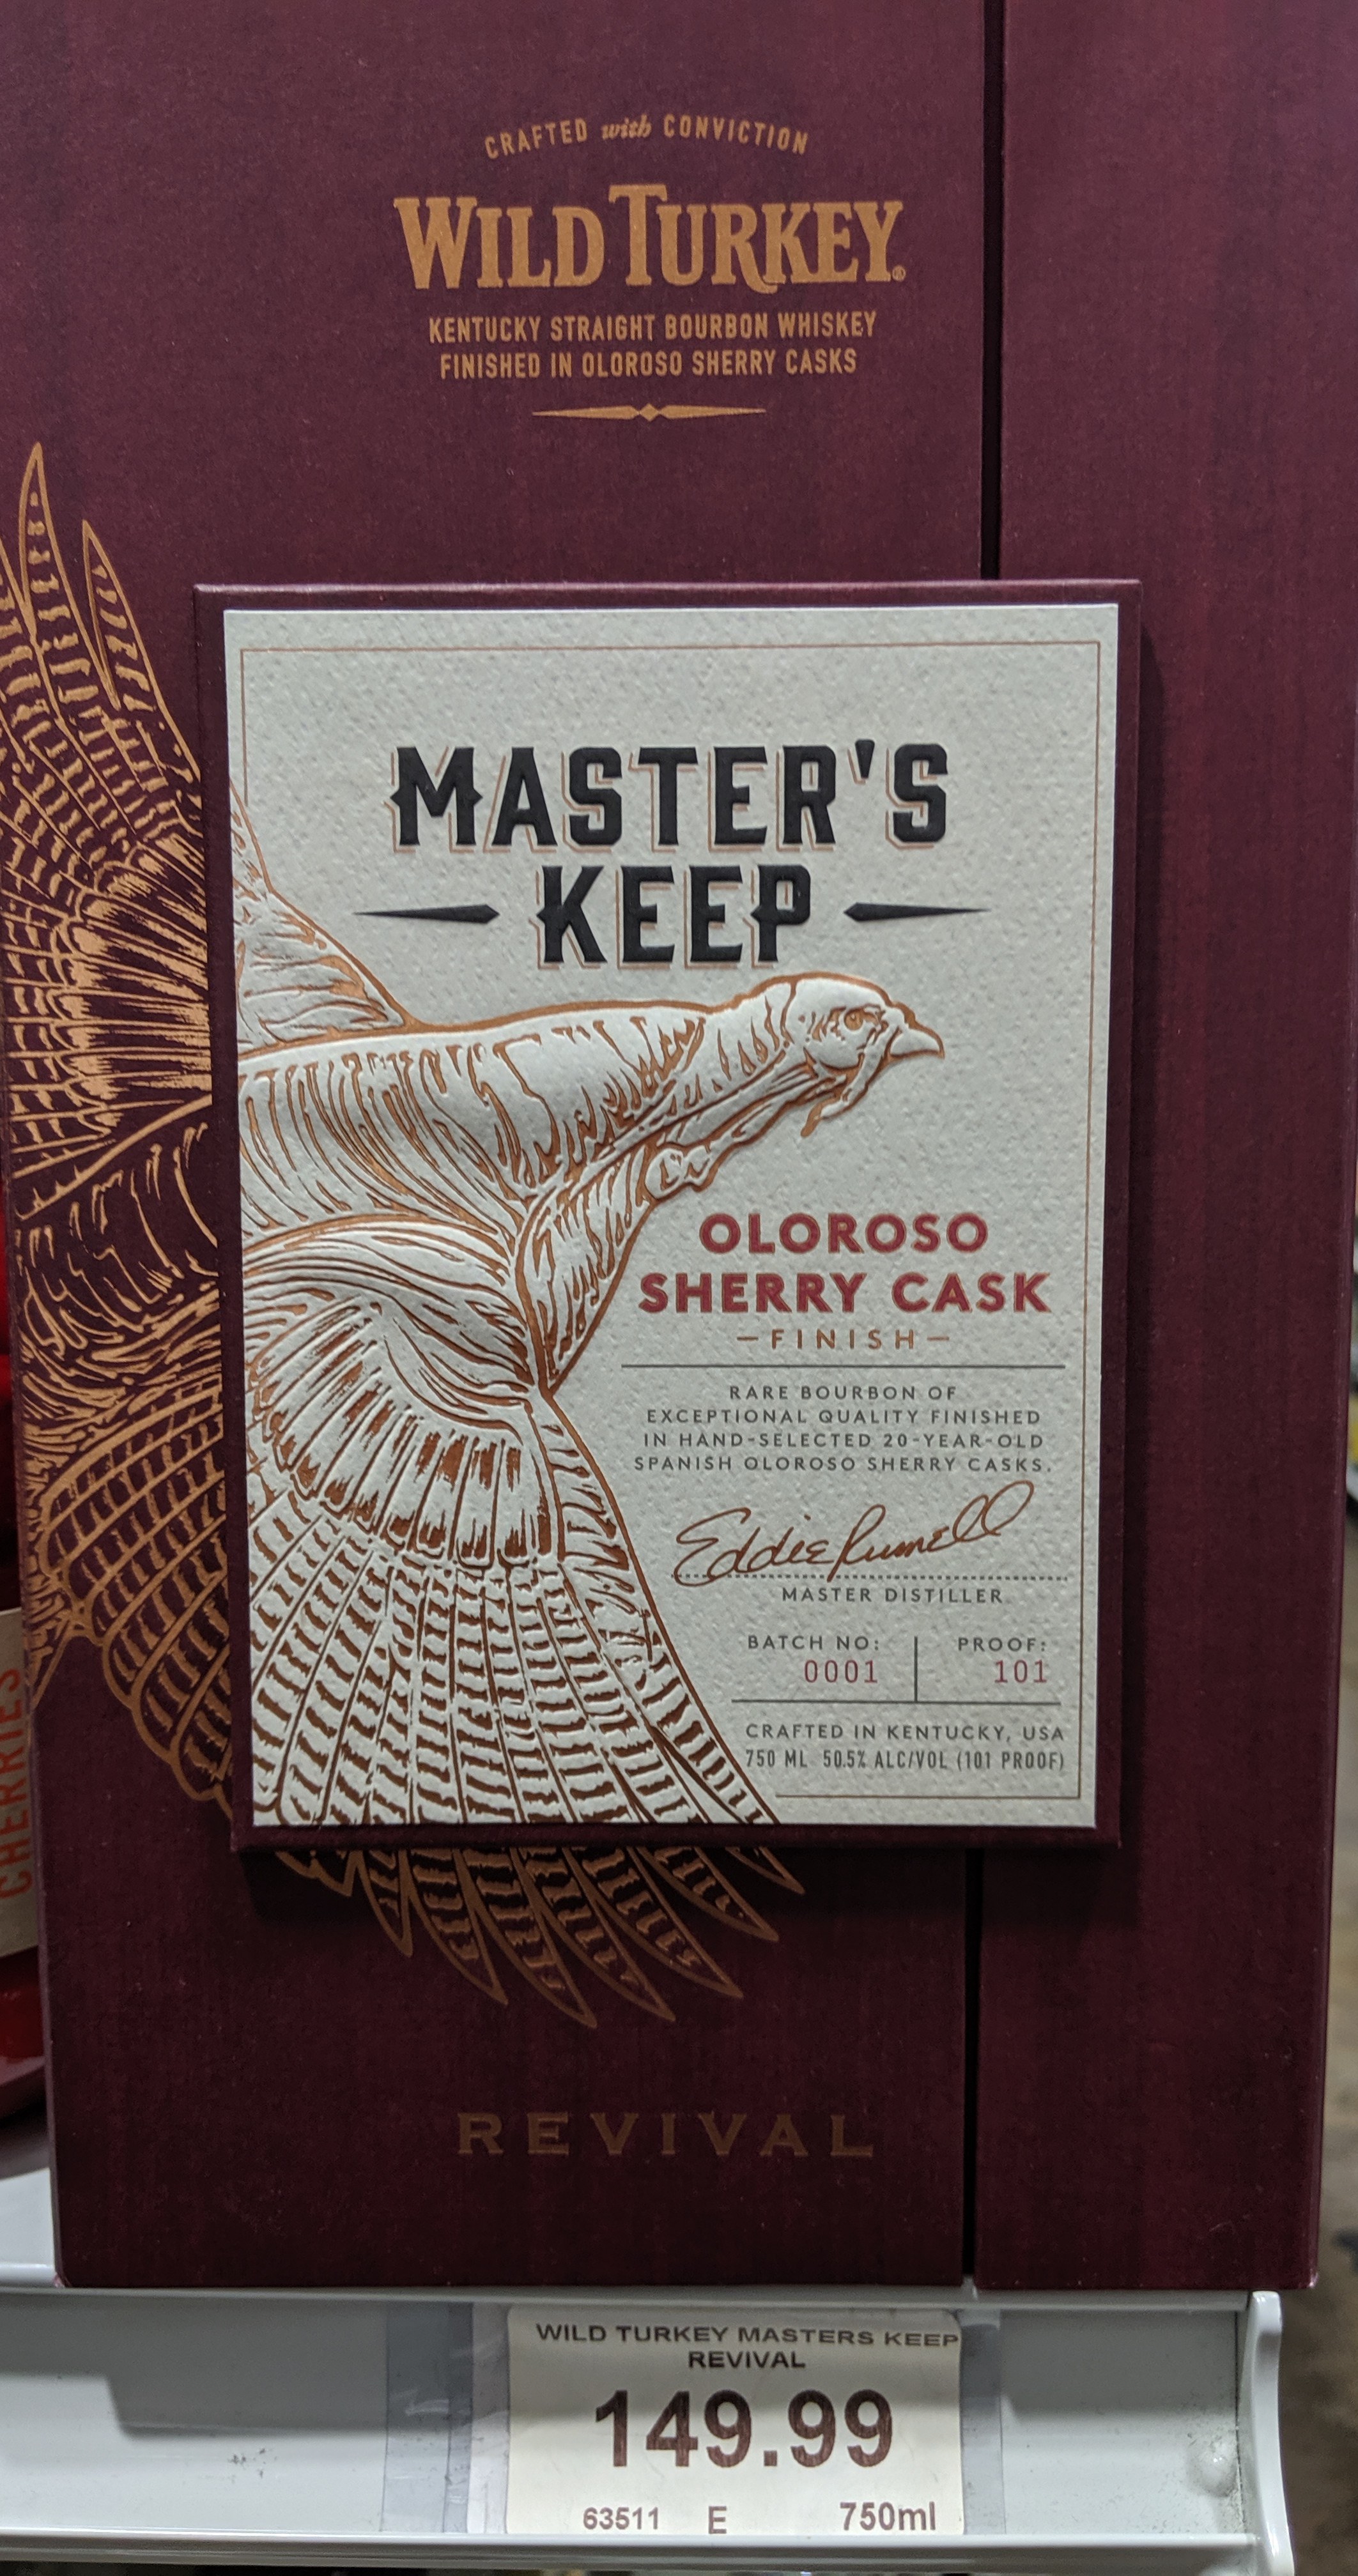 CRAFTED with CONVICTION
WILD TURKEY®
KENTUCKY STRAIGHT BOURBON WHISKEY
FINISHED IN OLOROSO SHERRY CASKS
MASTER'S
KEEP
OLOROSO
SHERRY CASK
FINISH
RARE BOURBON OF
EXCEPTIONAL QUALITY FINISHED
IN HAND-SELECTED 20-YEAR-OLD
SPANISH OLOROSO SHERRY CASKS.
Eddie Russell
MASTER DISTILLER
BATCH NO: PROOF:
0001 101
CRAFTED IN KENTUCKY, USA
750 ML 50.5% ALC/VOL (101 PROOF)
CHERRIES
REVIVAL
WILD TURKEY MASTERS KEEP
REVIVAL
149.99
63511 E 750ml